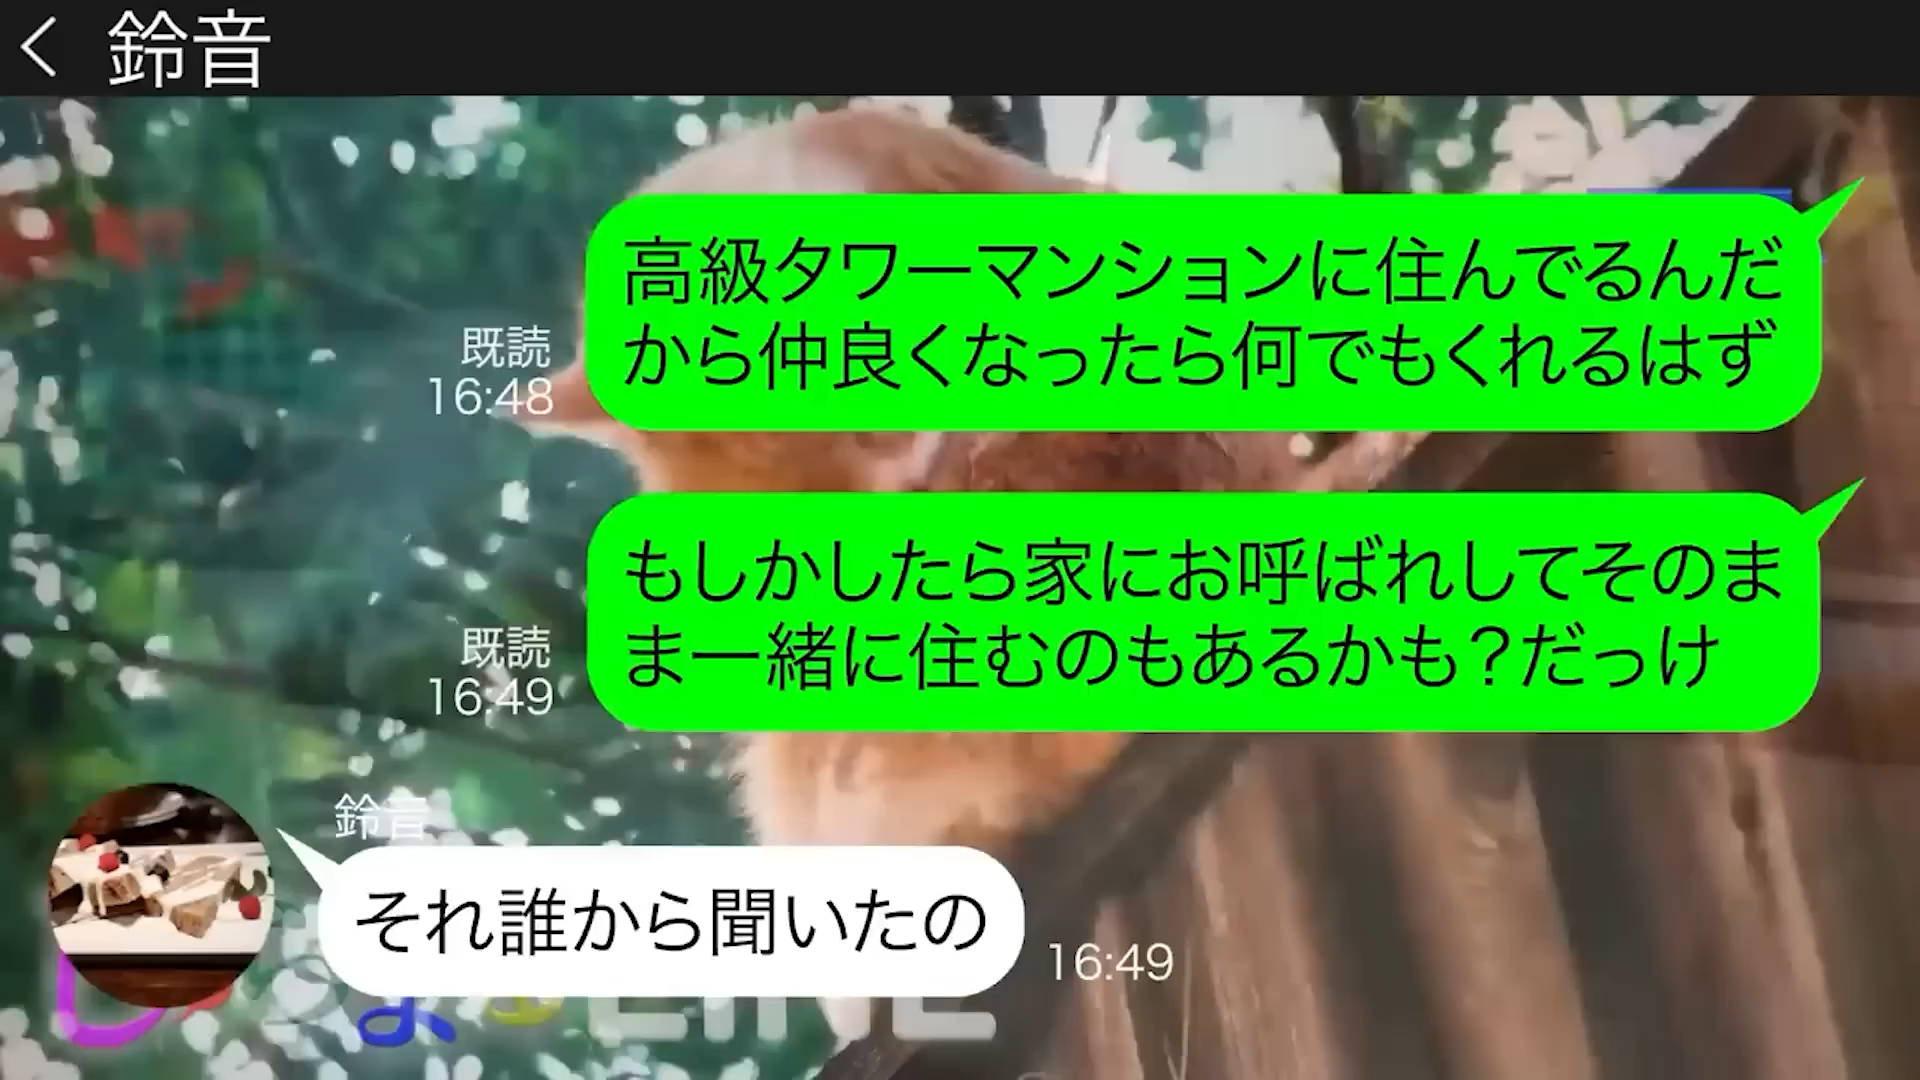 鈴音
高級タワーマンションに住んでるんだ
から仲良くなったら何でもくれるはず
既読
16:48
もしかしたら家にお呼ばれしてそのま
ま一緒に住むのもあるかも？だっけ
既読
16:49
鈴音
それ誰から聞いたの
16:49